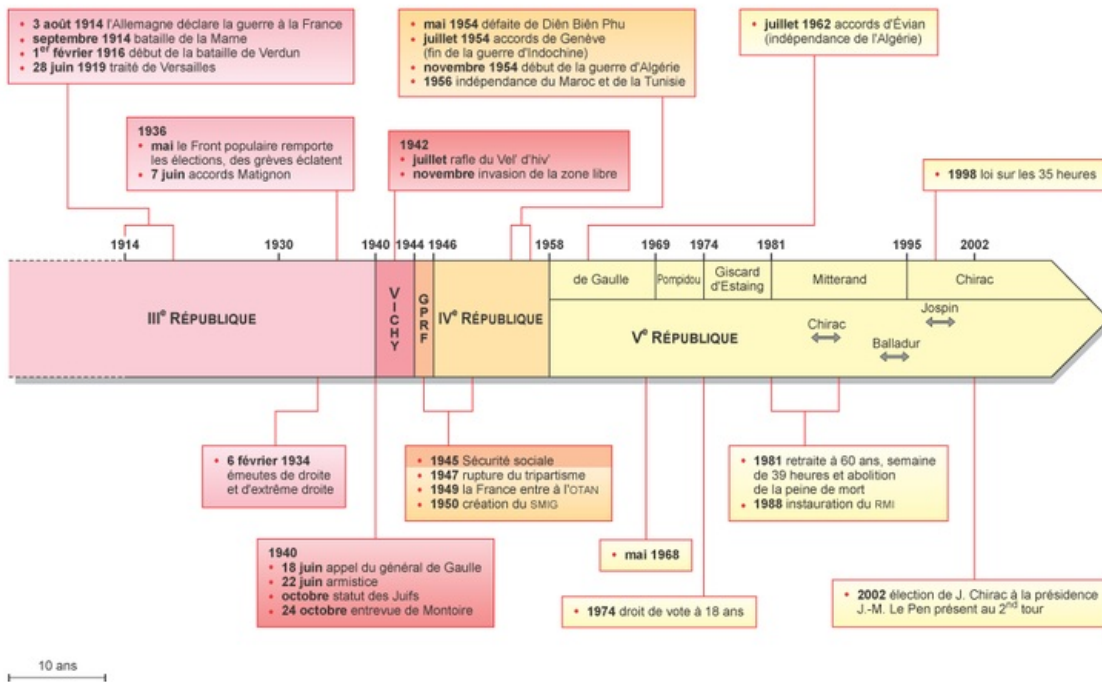 3 août 1914 l'Allemagne déclare la guerre à la France
septembre 1914 bataille de la Marne
1er février 1916 début de la bataille de Verdun
28 juin 1919 traité de Versailles
mai 1954 défaite de Diên Biên Phu
juillet 1954 accords de Genève
(fin de la guerre d'Indochine)
novembre 1954 début de la guerre d'Algérie
1956 indépendance du Maroc et de la Tunisie
juillet 1962 accords d'Évian
(indépendance de l'Algérie)
1936
mai le Front populaire remporte
les élections, des grèves éclatent
7 juin accords Matignon
1942
juillet rafle du Vel' d'hiv'
novembre invasion de la zone libre
1998 loi sur les 35 heures
1914 1930 1940 1944 1946 1958 1969 1974 1981 1995 2002
IIIe RÉPUBLIQUE
VICHY
GPRF
IVe RÉPUBLIQUE
de Gaulle
Pompidou
Giscard
d'Estaing
Mitterand
Chirac
Ve RÉPUBLIQUE
Chirac
Balladur
Jospin
6 février 1934
émeutes de droite
et d'extrême droite
1945 Sécurité sociale
1947 rupture du tripartisme
1949 la France entre à l'OTAN
1950 création du SMIG
1981 retraite à 60 ans, semaine
de 39 heures et abolition
de la peine de mort
1988 instauration du RMI
1940
18 juin appel du général de Gaulle
22 juin armistice
octobre statut des Juifs
24 octobre entrevue de Montoire
mai 1968
1974 droit de vote à 18 ans
2002 élection de J. Chirac à la présidence
J.-M. Le Pen présent au 2nd tour
10 ans